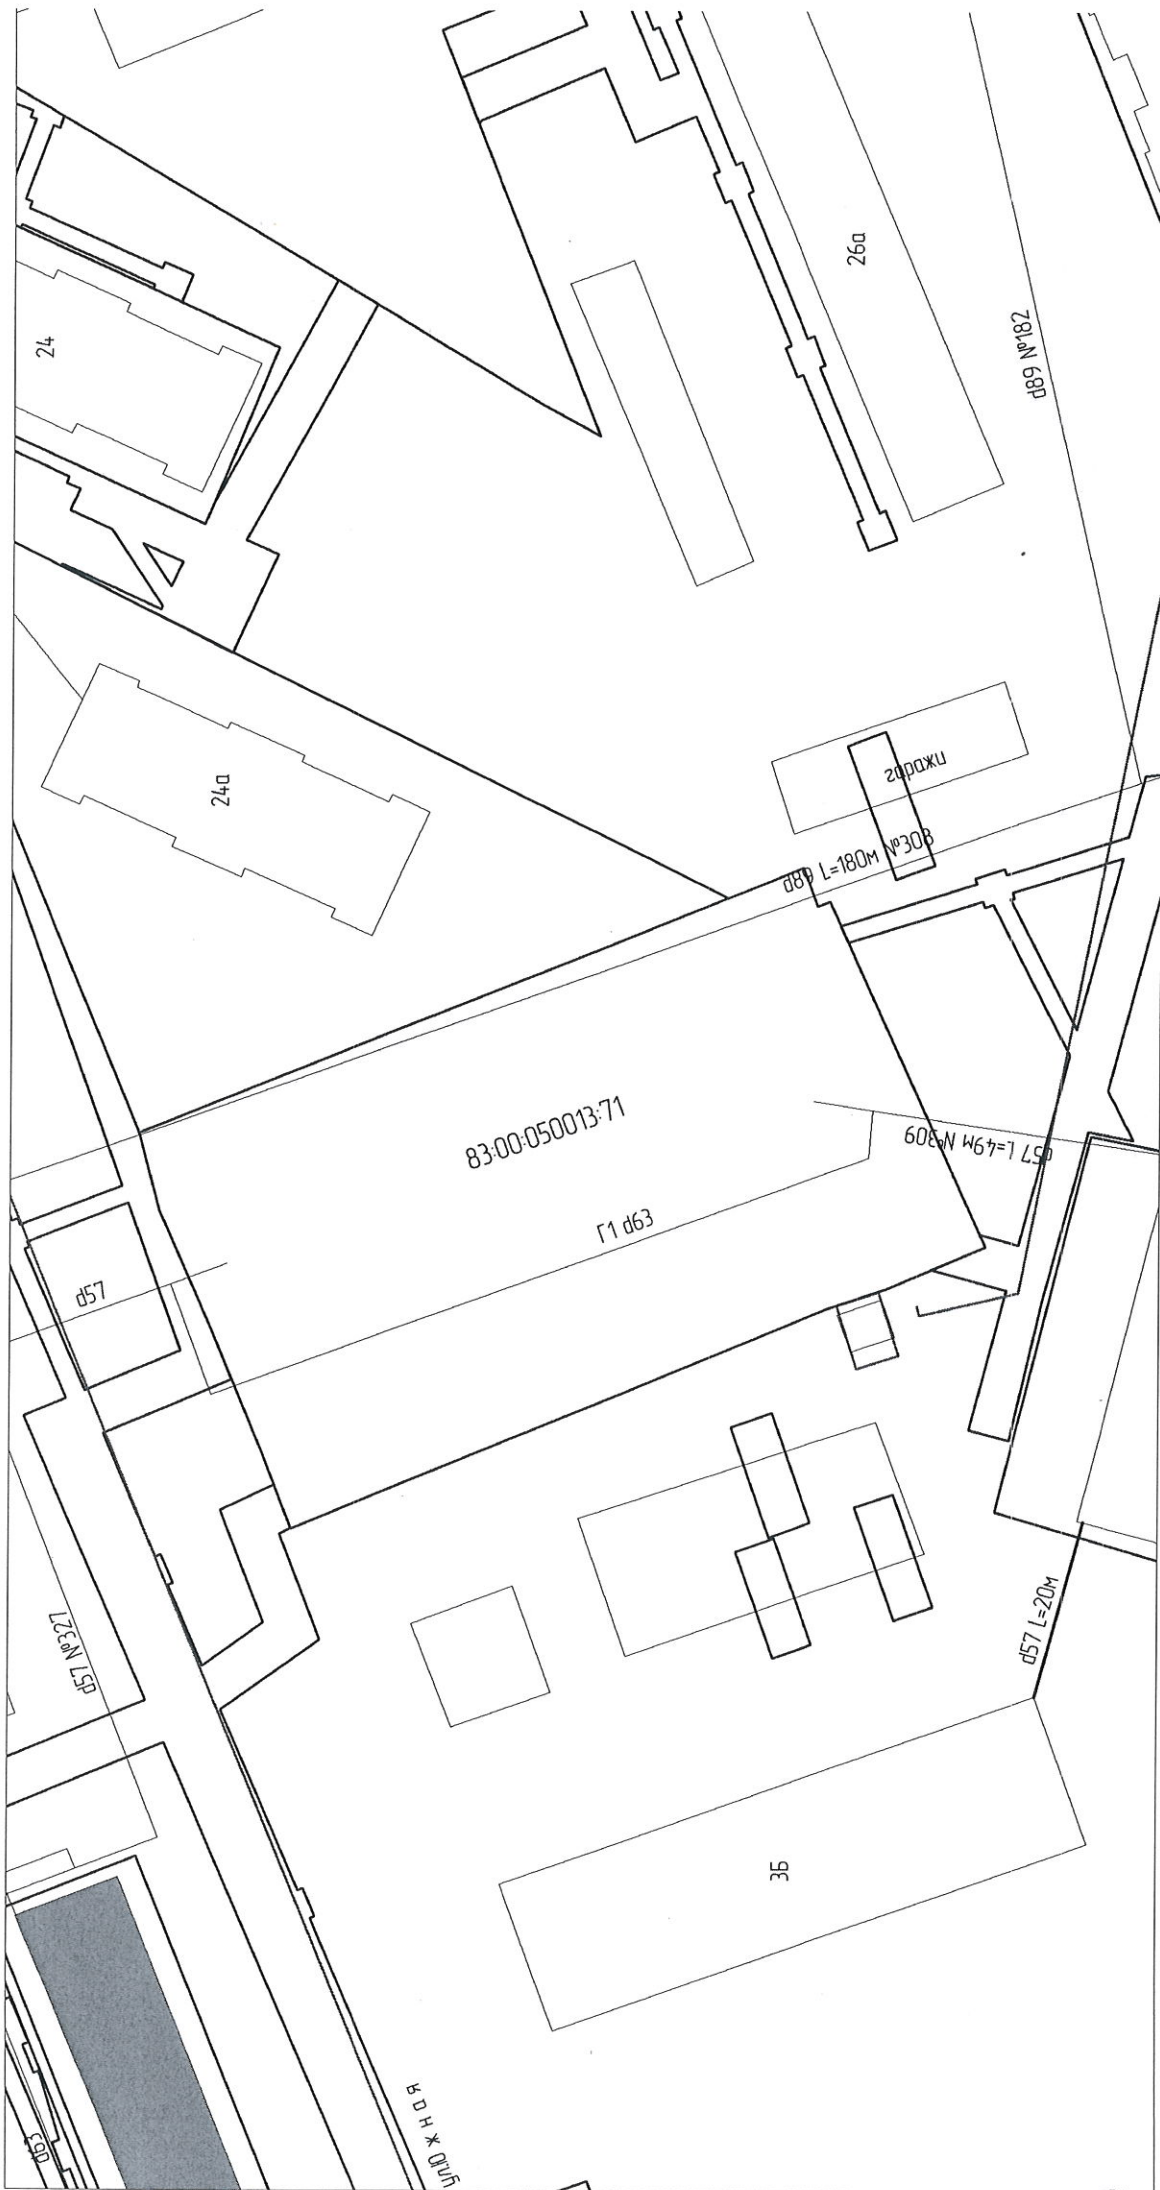 24
26а
d89 №182
24а
гаражи
d89 L=180м №308
83:00:050013:71
d57 L=49м №309
Г1 d63
d57
d57 №327
d57 L=20м
3Б
ул.Южная
d63